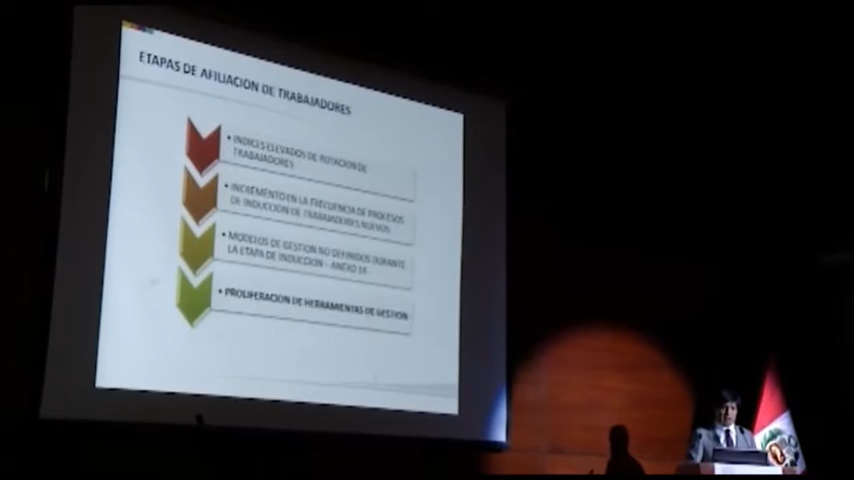 ETAPAS DE AFILIACION DE TRABAJADORES
• INDICES ELEVADOS DE ROTACION DE
TRABAJADORES
• INCREMENTO EN LA FRECUENCIA DE PROCESOS
DE INDUCCION DE TRABAJADORES NUEVOS
• MODELOS DE GESTION NO DEFINIDOS DURANTE
LA ETAPA DE INDUCCION – ANEXO 14
• PROLIFERACION DE HERRAMIENTAS DE GESTION